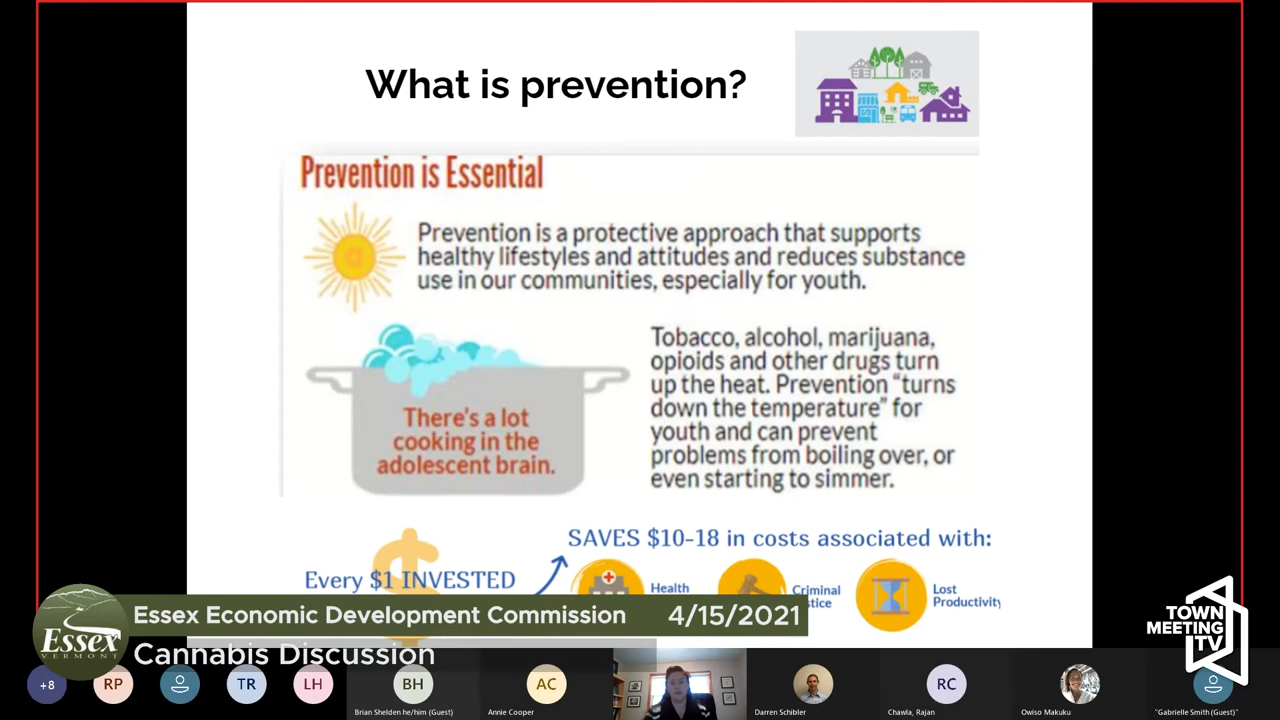 What is prevention?
Prevention is Essential
Prevention is a protective approach that supports
healthy lifestyles and attitudes and reduces substance
use in our communities, especially for youth.
There's a lot
cooking in the
adolescent brain.
Tobacco, alcohol, marijuana,
opioids and other drugs turn
up the heat. Prevention “turns
down the temperature” for
youth and can prevent
problems from boiling over, or
even starting to simmer.
Every $1 INVESTED
SAVES $10-18 in costs associated with:
Health
Criminal
Lost
Productivity
Essex
VERMONT
Essex Economic Development Commission 4/15/2021
Cannabis Discussion
TOWN
MEETING
TV
+8
RP
TR
LH
BH
Brian Shelden he/him (Guest)
AC
Annie Cooper
Darren Schibler
RC
Chawla, Rajan
Owiso Makuku
"Gabrielle Smith (Guest)"